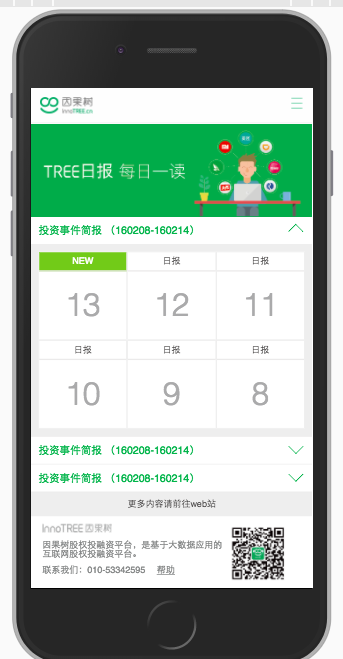 因果树
InnoTREE.cn
TREE日报 每日一读
投资事件简报 （160208-160214）
NEW 日报 日报
13 12 11
日报 日报 日报
10 9 8
投资事件简报 （160208-160214）
投资事件简报 （160208-160214）
更多内容请前往web站
InnoTREE 因果树
因果树股权投融资平台，是基于大数据应用的
互联网股权投融资平台。
联系我们：010-53342595 帮助